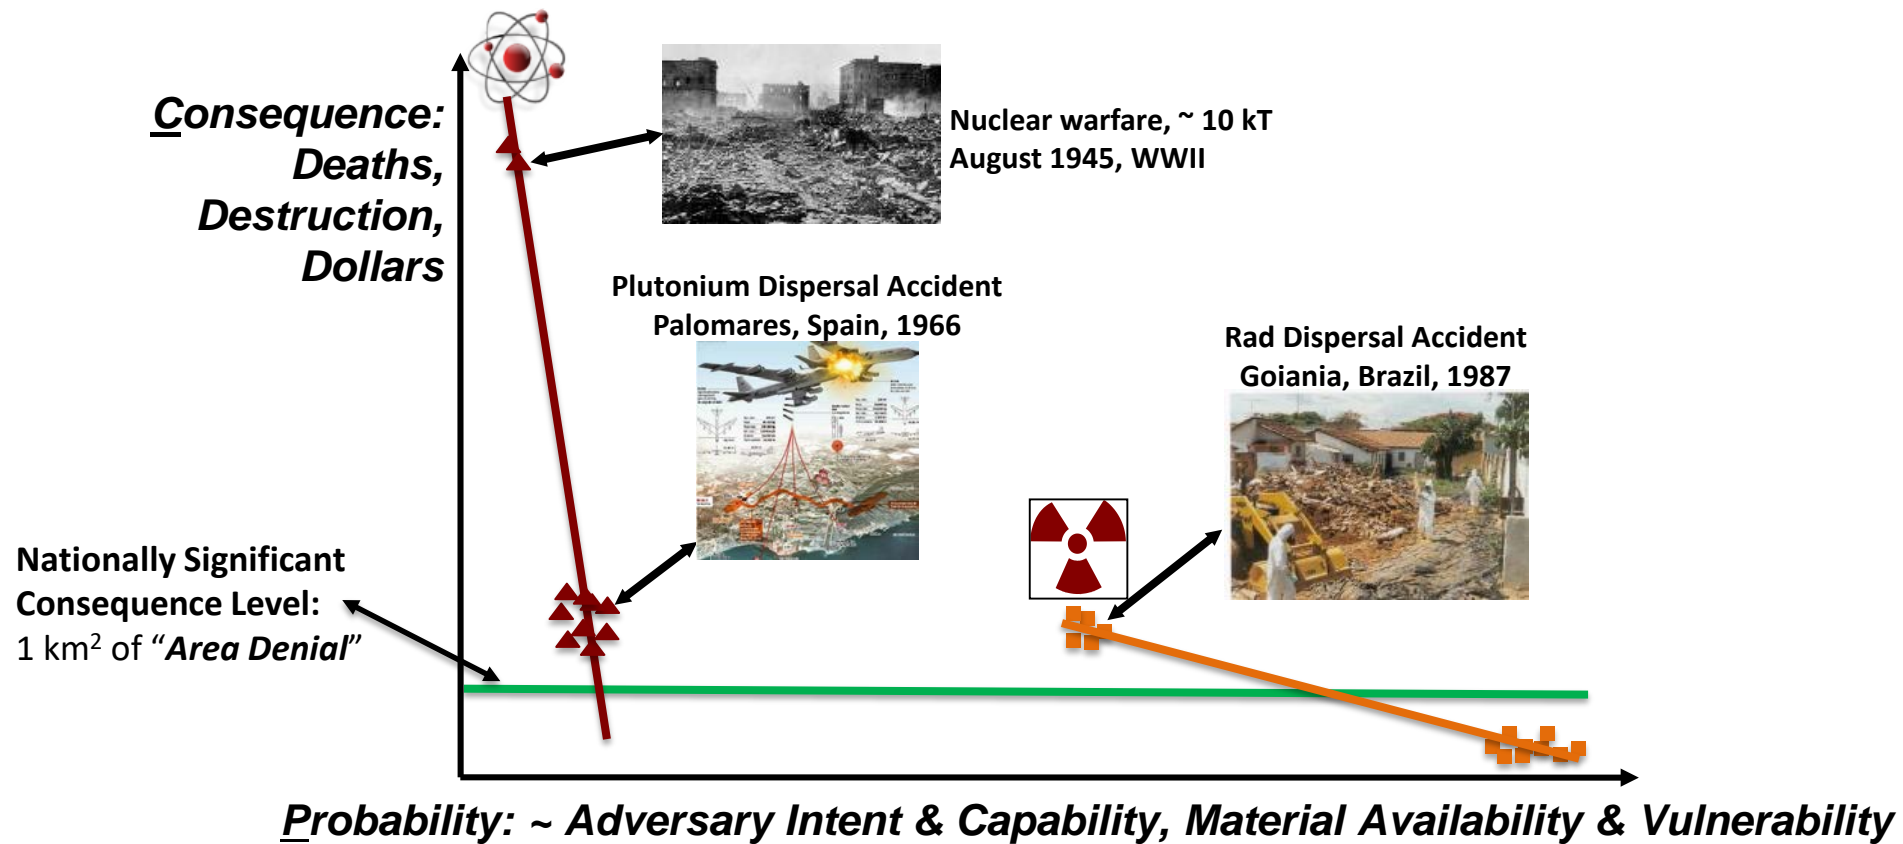 Consequence:
Deaths,
Destruction,
Dollars
Nuclear warfare, ~ 10 kT
August 1945, WWII
Plutonium Dispersal Accident
Palomares, Spain, 1966
Rad Dispersal Accident
Goiania, Brazil, 1987
Nationally Significant
Consequence Level:
1 km² of “Area Denial”
Probability: ~ Adversary Intent & Capability, Material Availability & Vulnerability